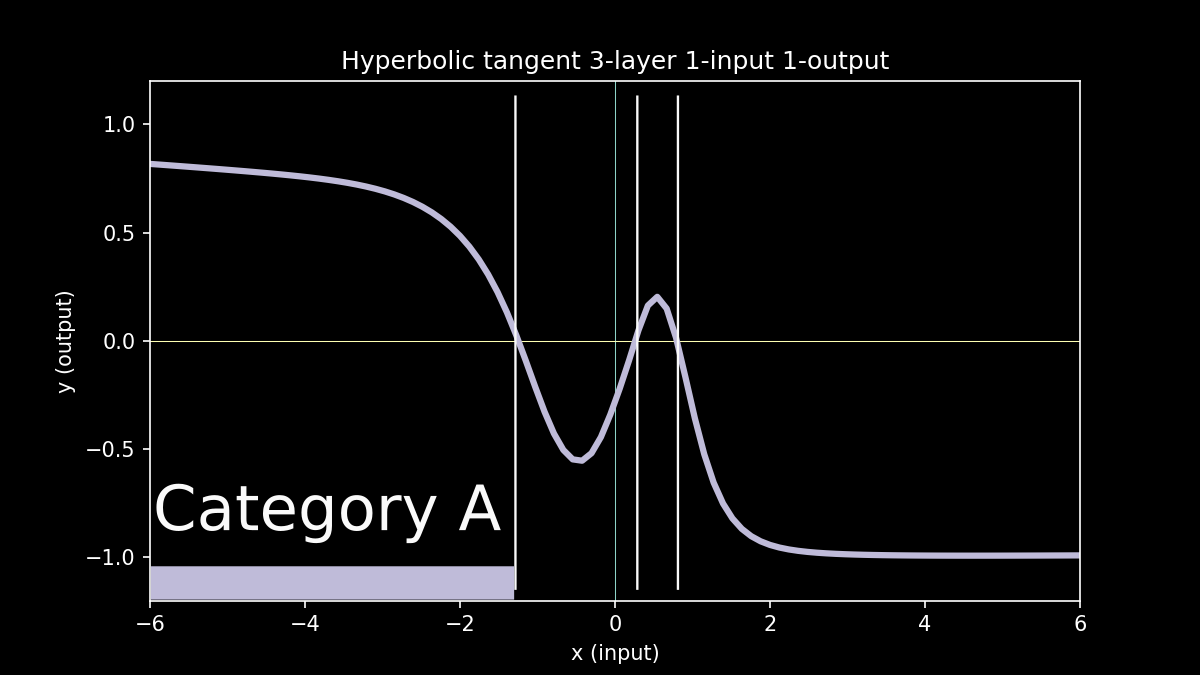 Hyperbolic tangent 3-layer 1-input 1-output
1.0
0.5
0.0
−0.5
−1.0
y (output)
Category A
−6 −4 −2 0 2 4 6
x (input)